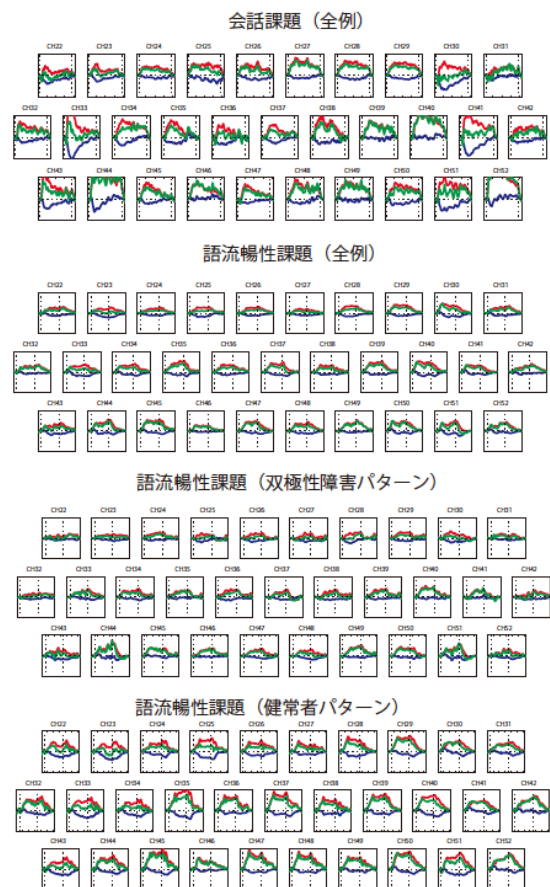 会話課題（全例）
CH22 CH23 CH24 CH25 CH26 CH27 CH28 CH29 CH30 CH31
CH32 CH33 CH34 CH35 CH36 CH37 CH38 CH39 CH40 CH41 CH42
CH43 CH44 CH45 CH46 CH47 CH48 CH49 CH50 CH51 CH52
語流暢性課題（全例）
CH22 CH23 CH24 CH25 CH26 CH27 CH28 CH29 CH30 CH31
CH32 CH33 CH34 CH35 CH36 CH37 CH38 CH39 CH40 CH41 CH42
CH43 CH44 CH45 CH46 CH47 CH48 CH49 CH50 CH51 CH52
語流暢性課題（双極性障害パターン）
CH22 CH23 CH24 CH25 CH26 CH27 CH28 CH29 CH30 CH31
CH32 CH33 CH34 CH35 CH36 CH37 CH38 CH39 CH40 CH41 CH42
CH43 CH44 CH45 CH46 CH47 CH48 CH49 CH50 CH51 CH52
語流暢性課題（健常者パターン）
CH22 CH23 CH24 CH25 CH26 CH27 CH28 CH29 CH30 CH31
CH32 CH33 CH34 CH35 CH36 CH37 CH38 CH39 CH40 CH41 CH42
CH43 CH44 CH45 CH46 CH47 CH48 CH49 CH50 CH51 CH52